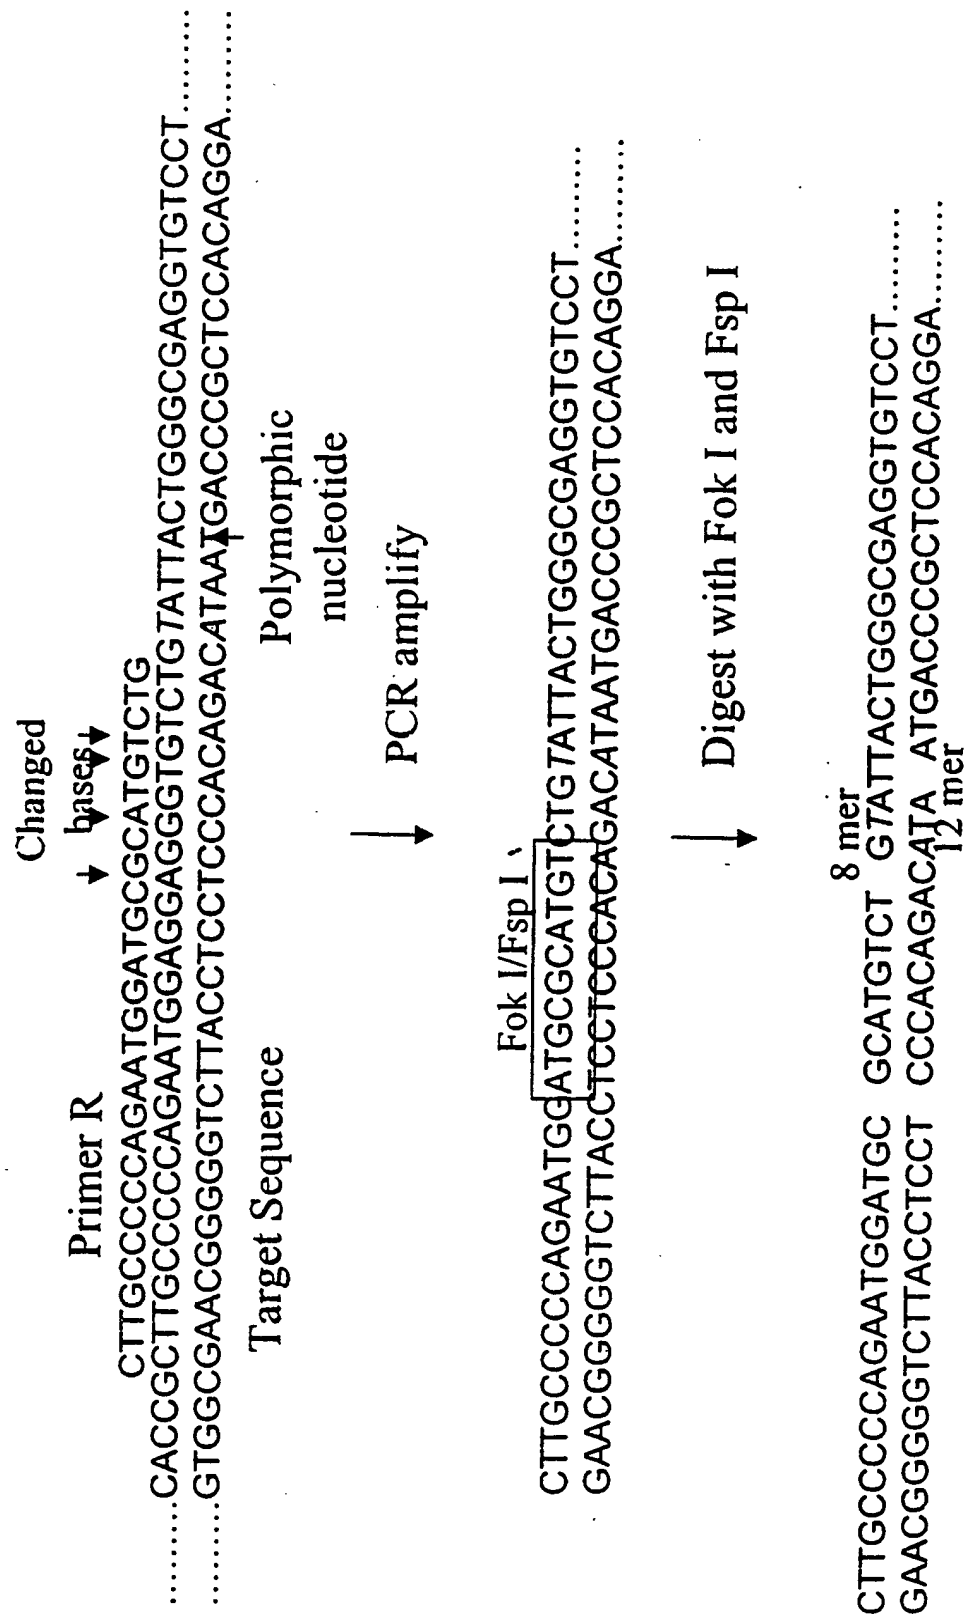 Changed
bases
Primer R
CTTGCCCCCAGAATGGATGCGCATGTCTG
.........CACCGCTTGCCCCCAGAATGGAGGAGGGTGTCTGTATTACTGGGCGAGGTGTCCT..........
.........GTGGCGAACGGGGGTCTTACCTCCTCCCACAGACATAATGACCCGCTCCACAGGA..........
Target Sequence
Polymorphic
nucleotide
PCR amplify
Fok I/Fsp I
CTTGCCCCCAGAATGGATGCGCATGTCTGTATTACTGGGCGAGGTGTCCT..........
GAACGGGGGTCTTACCTCCTCCCACAGACATAATGACCCGCTCCACAGGA.........
Digest with Fok I and Fsp I
8 mer
CTTGCCCCCAGAATGGATGC GCATGTCT GTATTACTGGGCGAGGTGTCCT.........
GAACGGGGGTCTTACCTCCT CCCACAGACATA ATGACCCGCTCCACAGGA.........
12 mer